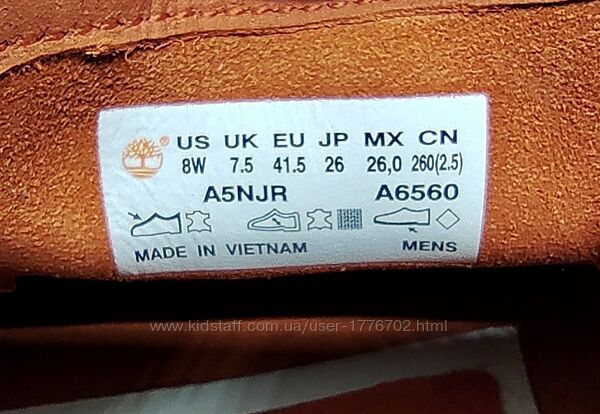 US UK EU JP MX CN
8W 7.5 41.5 26 26,0 260(2.5)
A5NJR A6560
MADE IN VIETNAM MENS
www.kidstaff.com.ua/user-1776702.html